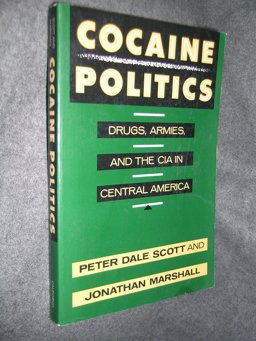 COCAINE
POLITICS
DRUGS, ARMIES,
AND THE CIA IN
CENTRAL AMERICA
PETER DALE SCOTT AND
JONATHAN MARSHALL
COCAINE POLITICS